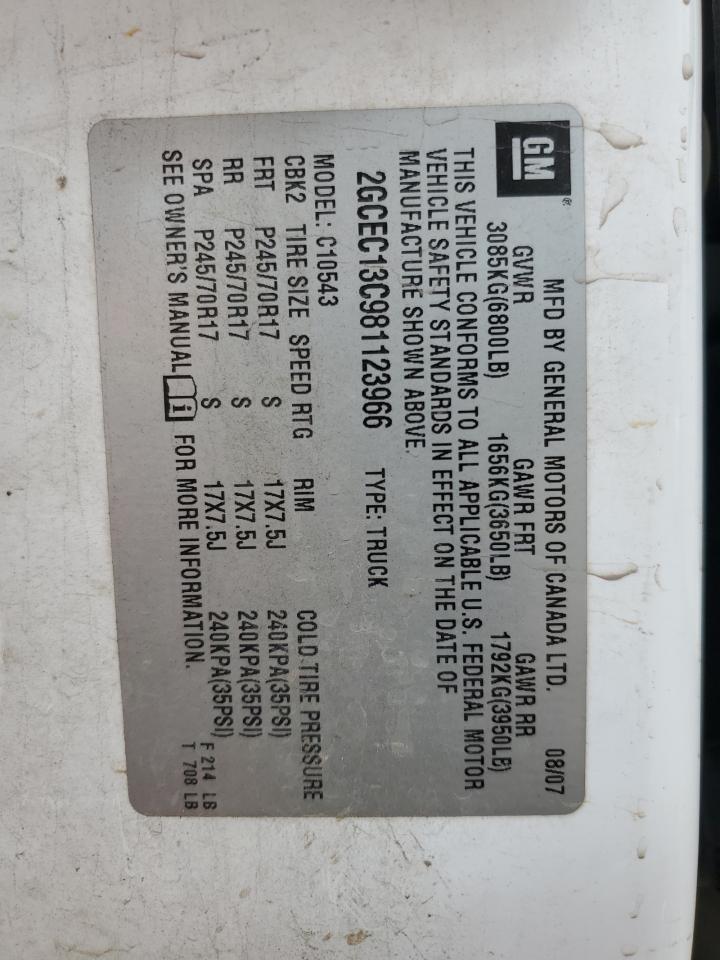 GM®
MFD BY GENERAL MOTORS OF CANADA LTD. 08/07
GVWR GAWR FRT GAWR RR
3085KG(6800LB) 1656KG(3650LB) 1792KG(3950LB)
THIS VEHICLE CONFORMS TO ALL APPLICABLE U.S. FEDERAL MOTOR
VEHICLE SAFETY STANDARDS IN EFFECT ON THE DATE OF
MANUFACTURE SHOWN ABOVE.
2GCEC13C981123966 TYPE: TRUCK
MODEL: C10543
CBK2 TIRE SIZE SPEED RTG RIM COLD TIRE PRESSURE
FRT P245/70R17 S 17X7.5J 240KPA(35PSI)
RR P245/70R17 S 17X7.5J 240KPA(35PSI)
SPA P245/70R17 S 17X7.5J 240KPA(35PSI)
SEE OWNER'S MANUAL i FOR MORE INFORMATION.
F 214 LB
T 708 LB